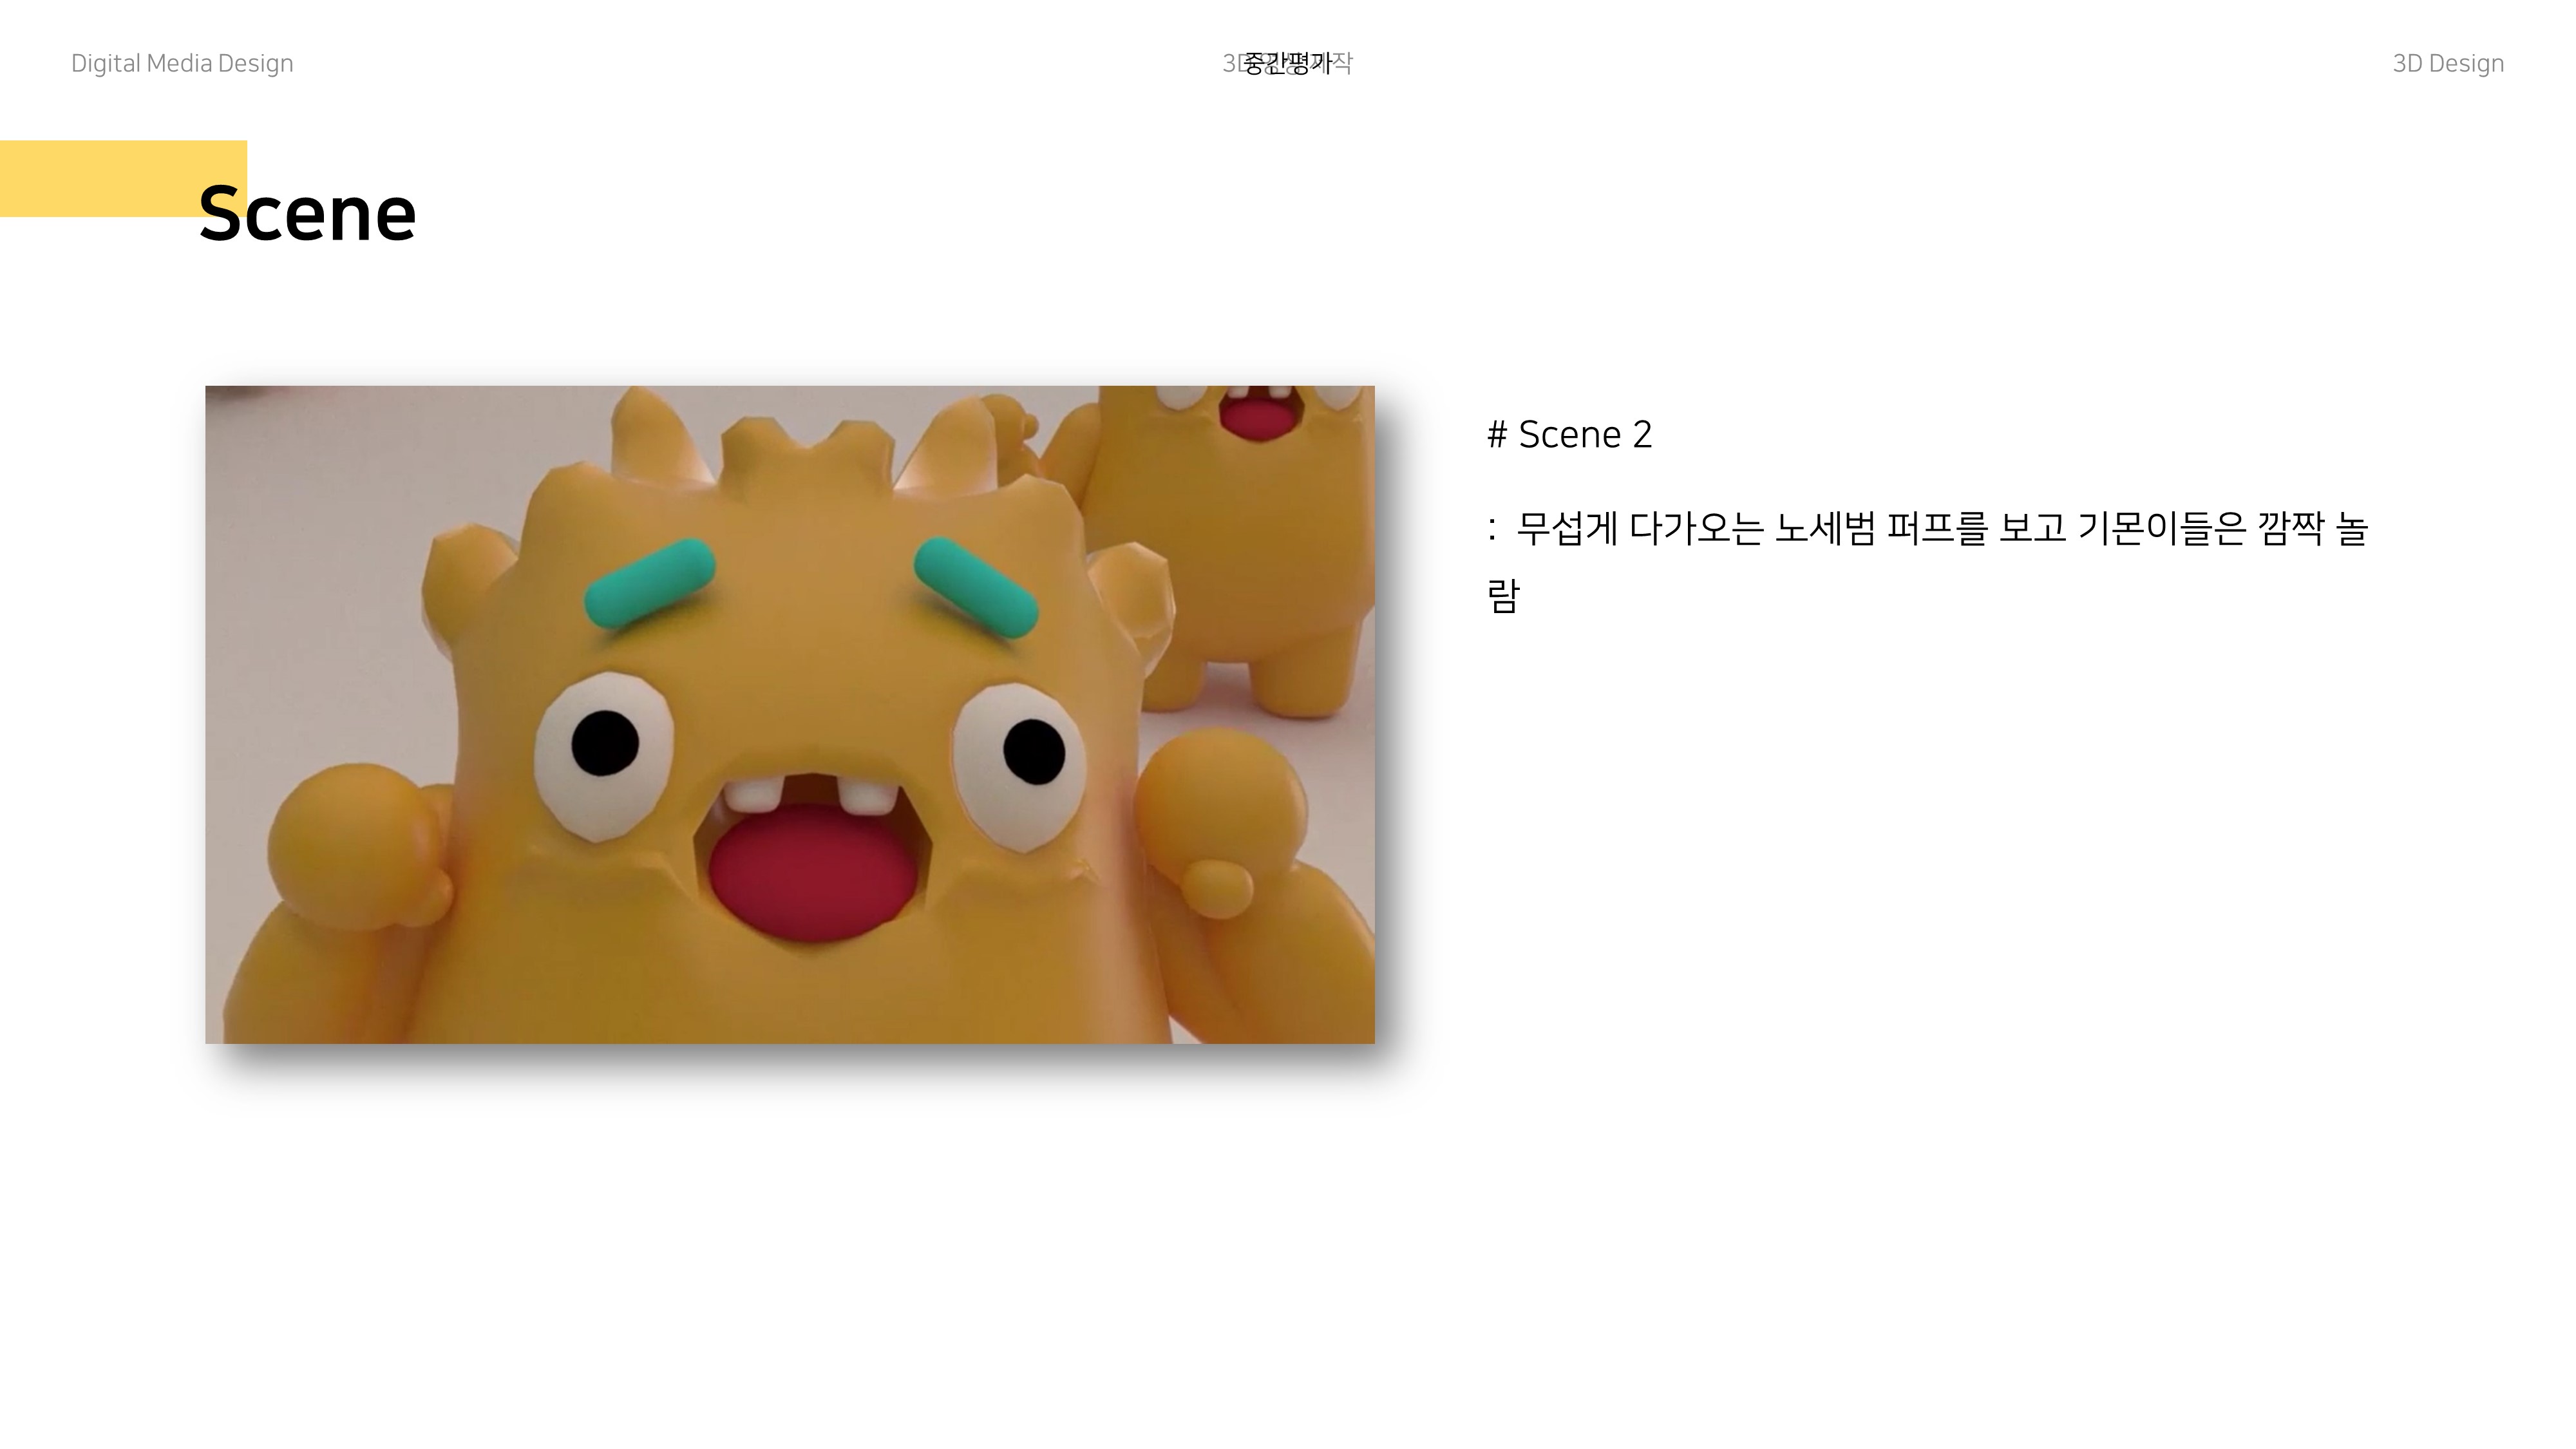 Digital Media Design
중간평가
3D Design
Scene
# Scene 2
: 무섭게 다가오는 노세범 퍼프를 보고 기몬이들은 깜짝 놀
람